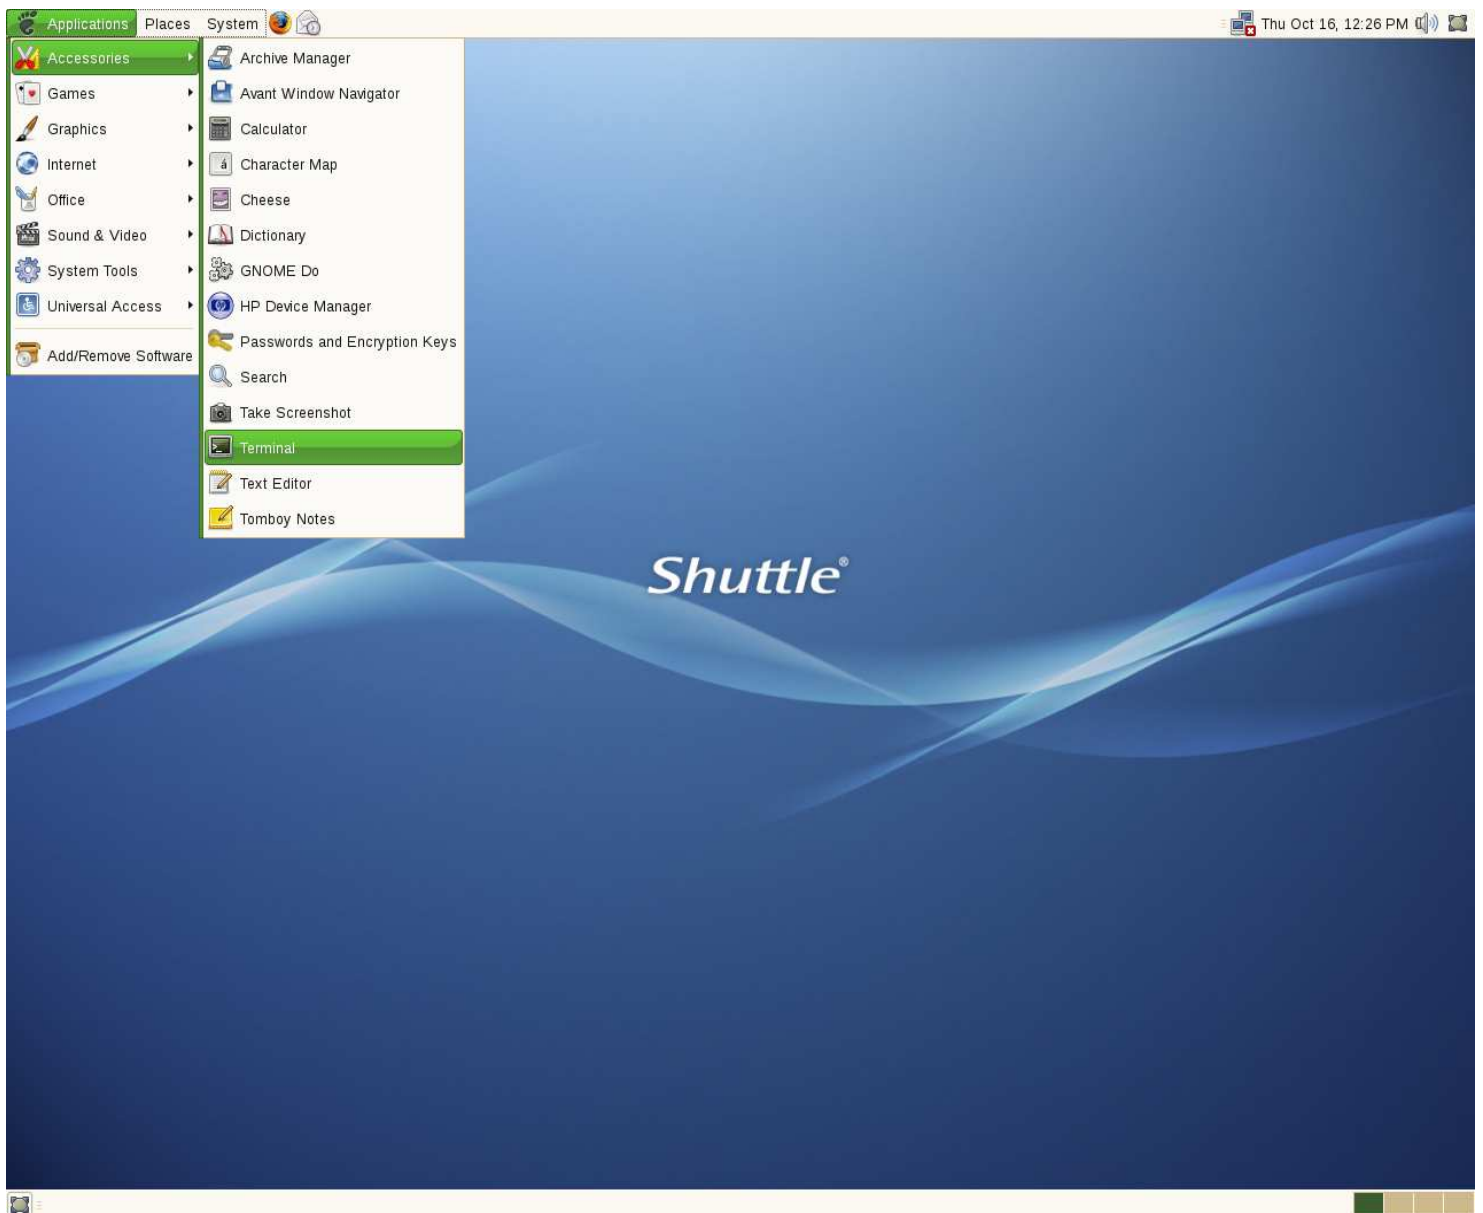 Applications Places System
Thu Oct 16, 12:26 PM
Accessories
Games
Graphics
Internet
Office
Sound & Video
System Tools
Universal Access
Add/Remove Software
Archive Manager
Avant Window Navigator
Calculator
Character Map
Cheese
Dictionary
GNOME Do
HP Device Manager
Passwords and Encryption Keys
Search
Take Screenshot
Terminal
Text Editor
Tomboy Notes
Shuttle®